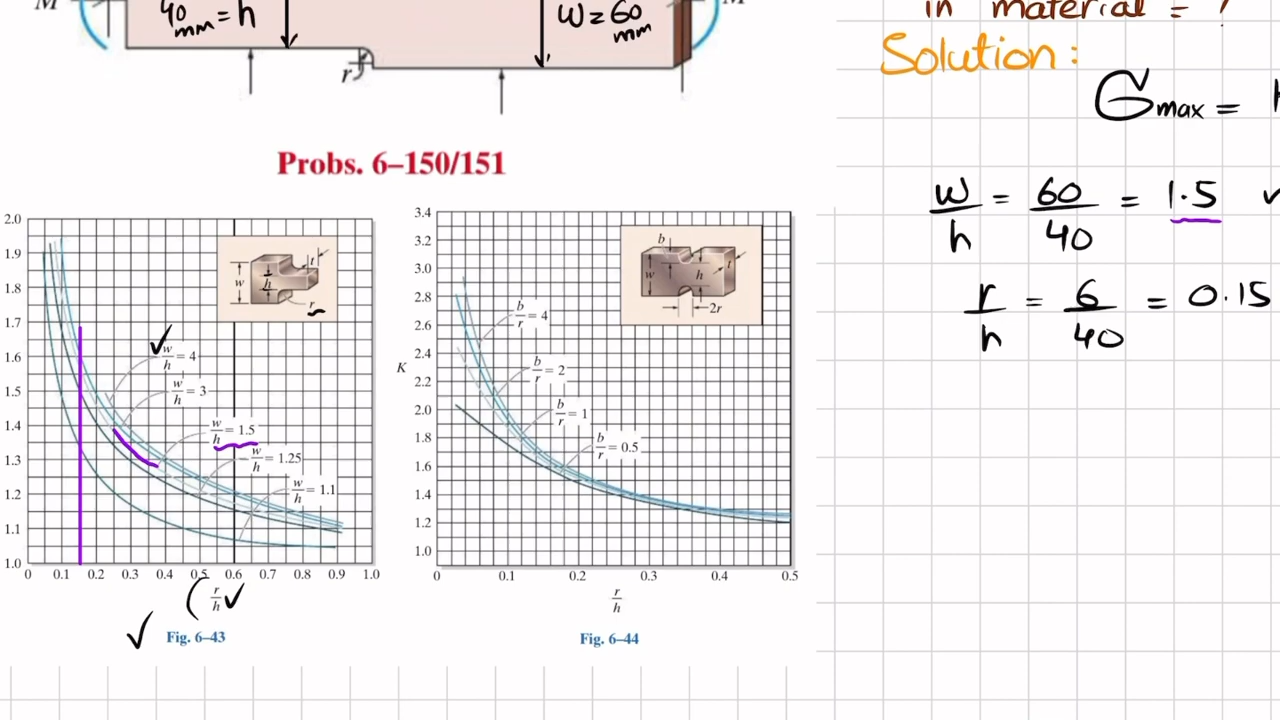 M
40
mm = h
w = 60
mm
r
in material = ?
Solution:
σmax =
Probs. 6–150/151
w/h = 60/40 = 1.5 ✓
r/h = 6/40 = 0.15
2.0
1.9
1.8
1.7
1.6
1.5
1.4
1.3
1.2
1.1
1.0
0 0.1 0.2 0.3 0.4 0.5 0.6 0.7 0.8 0.9 1.0
w
h
t
r
✓ w/h = 4
w/h = 3
w/h = 1.5
w/h = 1.25
w/h = 1.1
( r/h ✓
✓ Fig. 6–43
3.4
3.2
3.0
2.8
2.6
2.4
K
2.2
2.0
1.8
1.6
1.4
1.2
1.0
0 0.1 0.2 0.3 0.4 0.5
b
w
h
t
2r
b/r = 4
b/r = 2
b/r = 1
b/r = 0.5
r/h
Fig. 6–44